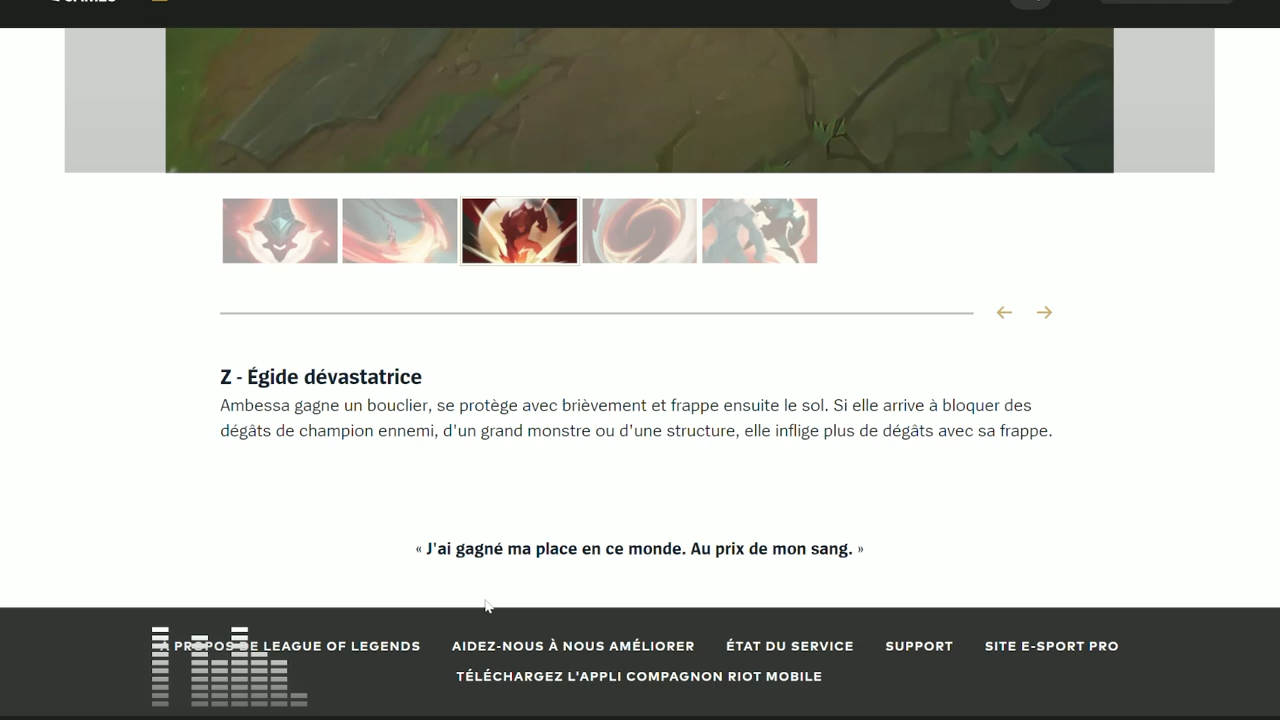 Z - Égide dévastatrice
Ambessa gagne un bouclier, se protège avec brièvement et frappe ensuite le sol. Si elle arrive à bloquer des
dégâts de champion ennemi, d'un grand monstre ou d'une structure, elle inflige plus de dégâts avec sa frappe.
« J'ai gagné ma place en ce monde. Au prix de mon sang. »
À PROPOS DE LEAGUE OF LEGENDS AIDEZ-NOUS À NOUS AMÉLIORER ÉTAT DU SERVICE SUPPORT SITE E-SPORT PRO
TÉLÉCHARGEZ L'APPLI COMPAGNON RIOT MOBILE